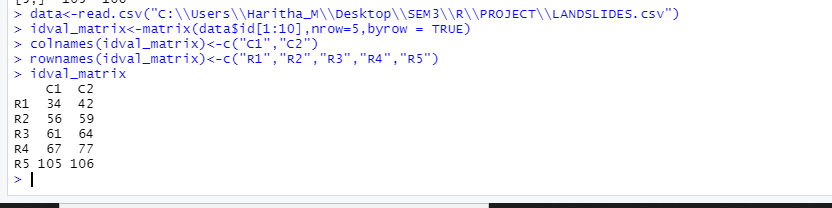 > data<-read.csv("C:\\Users\\Haritha_M\\Desktop\\SEM3\\R\\PROJECT\\LANDSLIDES.csv")
> idval_matrix<-matrix(data$id[1:10],nrow=5,byrow = TRUE)
> colnames(idval_matrix)<-c("C1","C2")
> rownames(idval_matrix)<-c("R1","R2","R3","R4","R5")
> idval_matrix
    C1  C2
R1  34  42
R2  56  59
R3  61  64
R4  67  77
R5 105 106
>